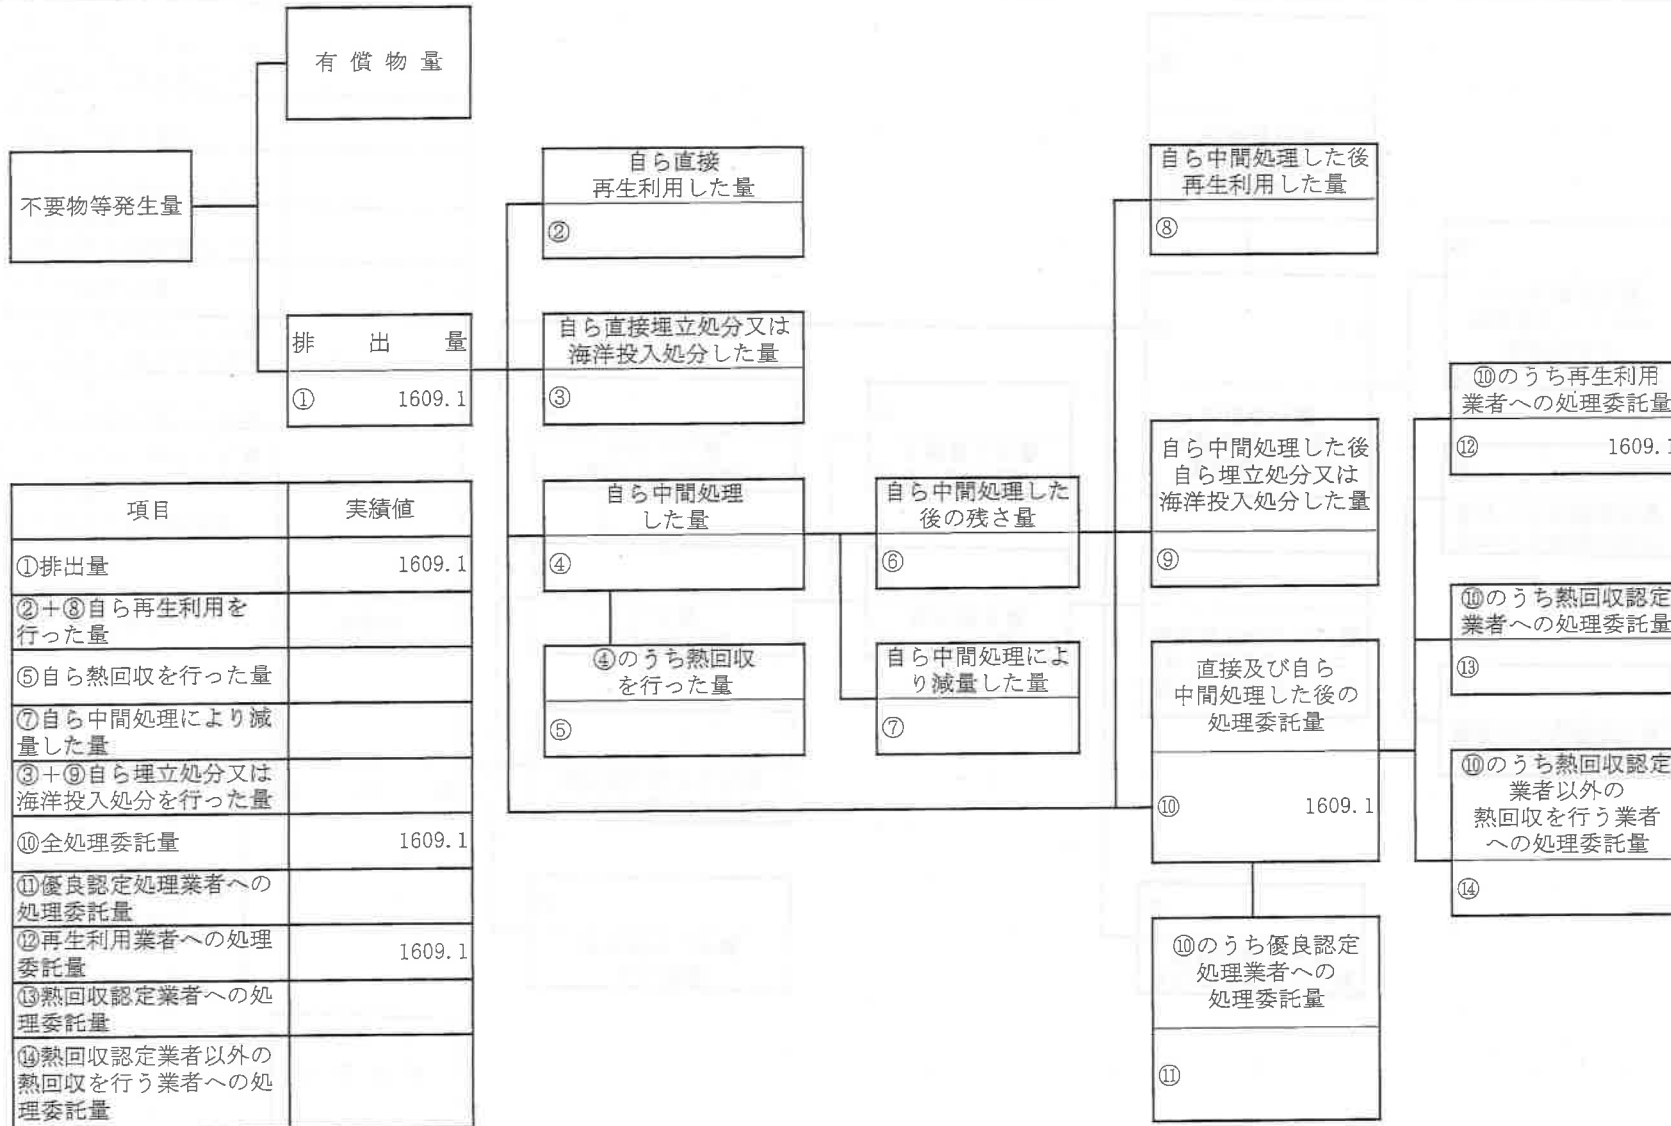 有償物量
不要物等発生量
排出量
① 1609.1
自ら直接
再生利用した量
②
自ら直接埋立処分又は
海洋投入処分した量
③
自ら中間処理
した量
④
④のうち熱回収
を行った量
⑤
自ら中間処理した
後の残さ量
⑥
自ら中間処理によ
り減量した量
⑦
自ら中間処理した後
再生利用した量
⑧
自ら中間処理した後
自ら埋立処分又は
海洋投入処分した量
⑨
直接及び自ら
中間処理した後の
処理委託量
⑩ 1609.1
⑩のうち優良認定
処理業者への
処理委託量
⑪
⑩のうち再生利用
業者への処理委託量
⑫ 1609.1
⑩のうち熱回収認定
業者への処理委託量
⑬
⑩のうち熱回収認定
業者以外の
熱回収を行う業者
への処理委託量
⑭
項目 実績値
①排出量 1609.1
②+⑧自ら再生利用を
行った量
⑤自ら熱回収を行った量
⑦自ら中間処理により減
量した量
③+⑨自ら埋立処分又は
海洋投入処分を行った量
⑩全処理委託量 1609.1
⑪優良認定処理業者への
処理委託量
⑫再生利用業者への処理
委託量 1609.1
⑬熱回収認定業者への処
理委託量
⑭熱回収認定業者以外の
熱回収を行う業者への処
理委託量